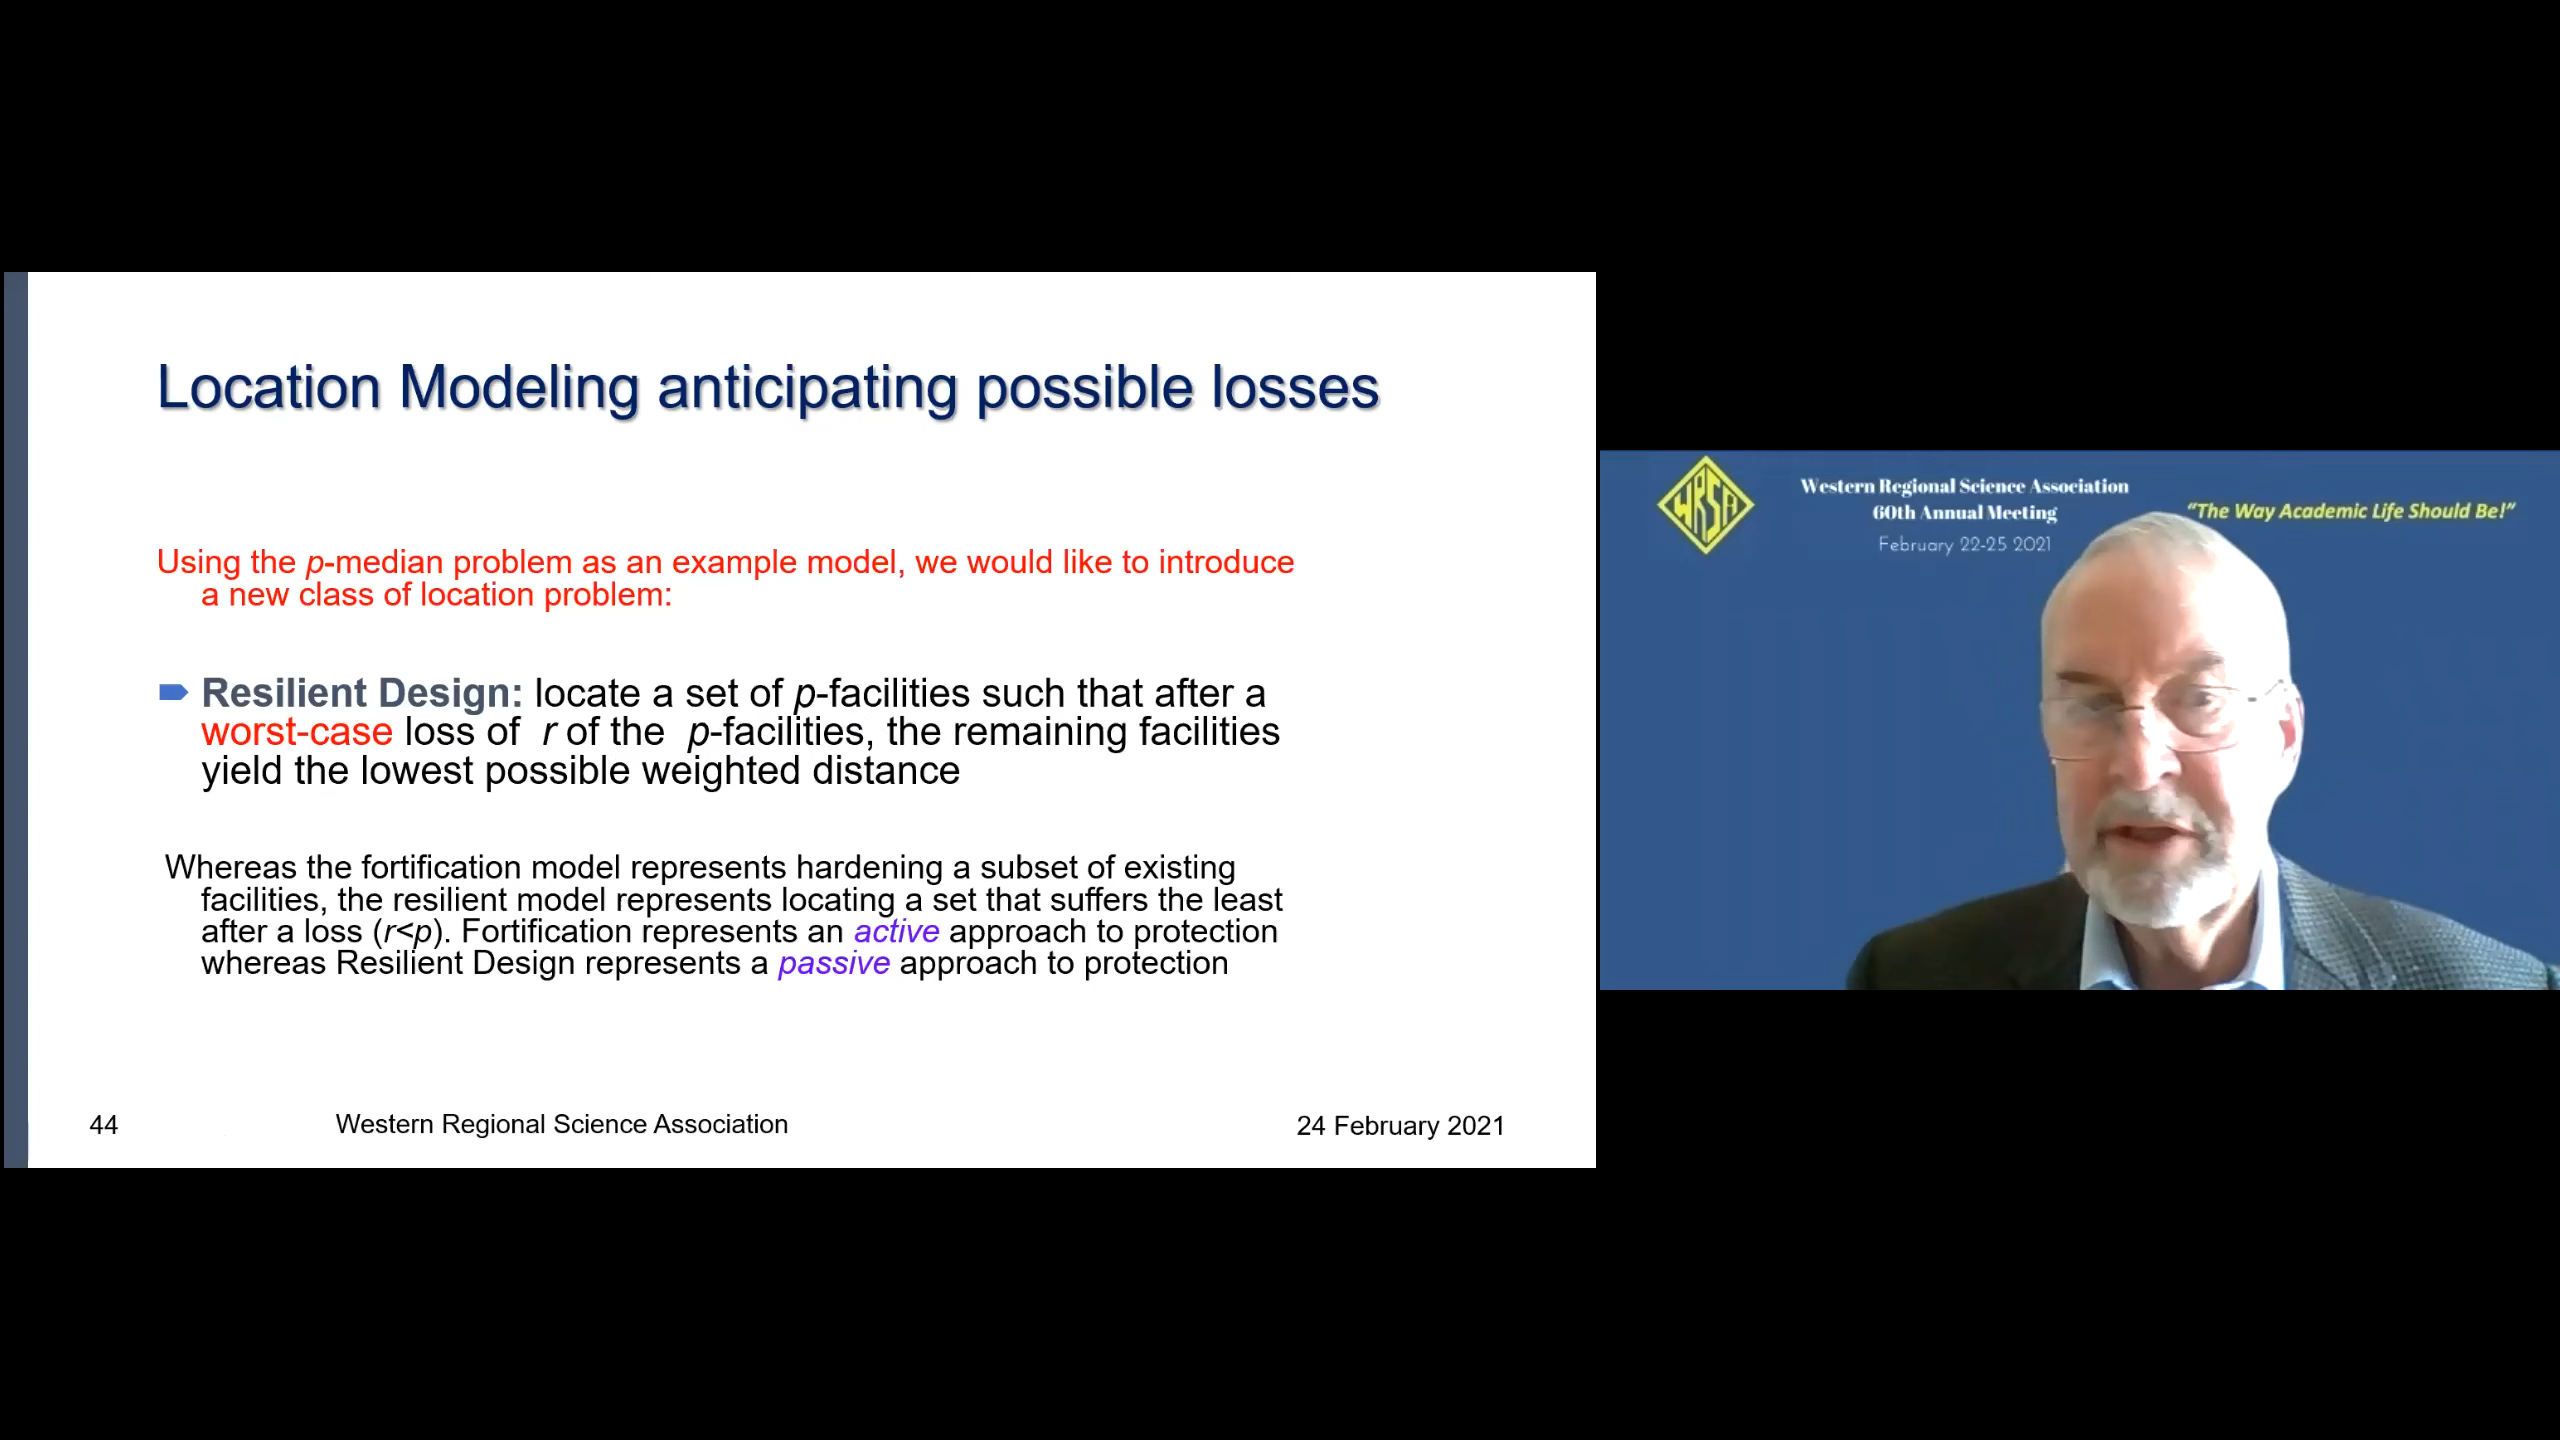 Location Modeling anticipating possible losses
Using the p-median problem as an example model, we would like to introduce
a new class of location problem:
Resilient Design: locate a set of p-facilities such that after a
worst-case loss of r of the p-facilities, the remaining facilities
yield the lowest possible weighted distance
Whereas the fortification model represents hardening a subset of existing
facilities, the resilient model represents locating a set that suffers the least
after a loss (r<p). Fortification represents an active approach to protection
whereas Resilient Design represents a passive approach to protection
44
Western Regional Science Association
24 February 2021
WRSA
Western Regional Science Association
60th Annual Meeting
February 22-25 2021
"The Way Academic Life Should Be!"